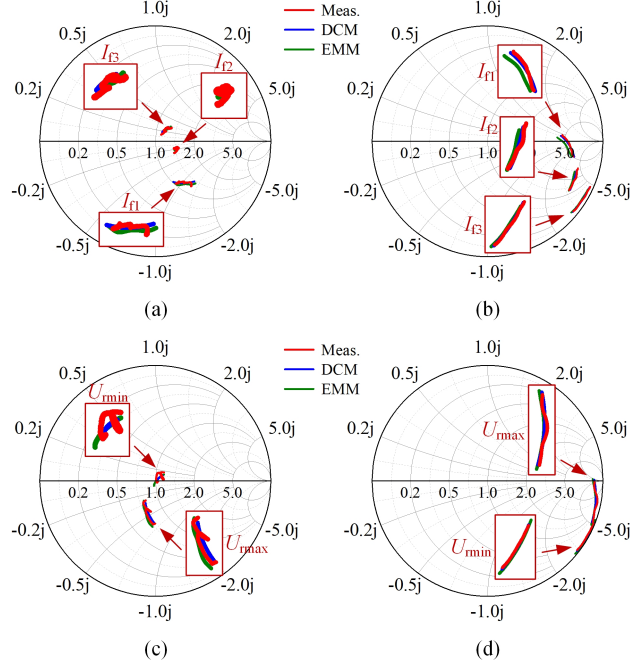 Meas.
DCM
EMM
1.0j
0.5j
2.0j
0.2j
5.0j
If3
If2
0.2 0.5 1.0 2.0 5.0
-0.2j
-5.0j
If1
-0.5j
-2.0j
-1.0j
(a)
1.0j
0.5j
2.0j
0.2j
5.0j
If1
If2
0.2 0.5 1.0 2.0 5.0
-0.2j
-5.0j
If3
-0.5j
-2.0j
-1.0j
(b)
Meas.
DCM
EMM
1.0j
0.5j
2.0j
Urmin
0.2j
5.0j
0.2 0.5 1.0 2.0 5.0
-0.2j
-5.0j
Urmax
-0.5j
-2.0j
-1.0j
(c)
1.0j
0.5j
2.0j
Urmax
0.2j
5.0j
0.2 0.5 1.0 2.0 5.0
-0.2j
-5.0j
Urmin
-0.5j
-2.0j
-1.0j
(d)